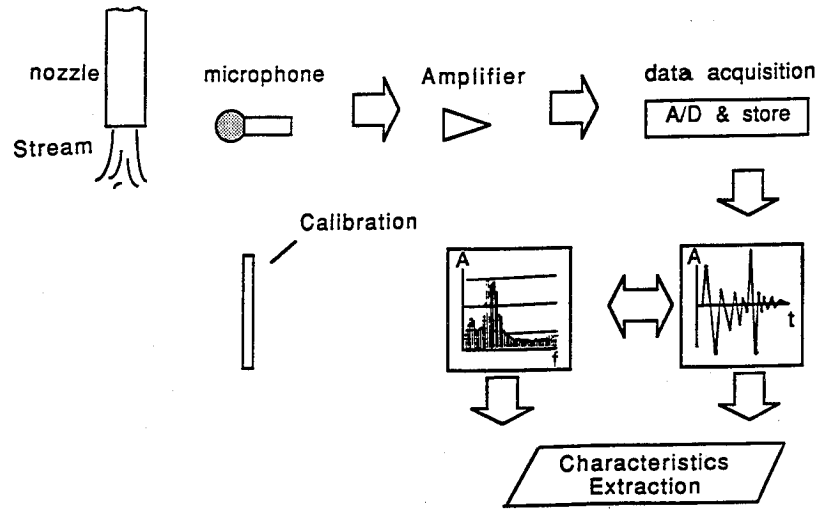 nozzle
microphone
Amplifier
data acquisition
A/D & store
Stream
Calibration
A
f
A
t
Characteristics
Extraction